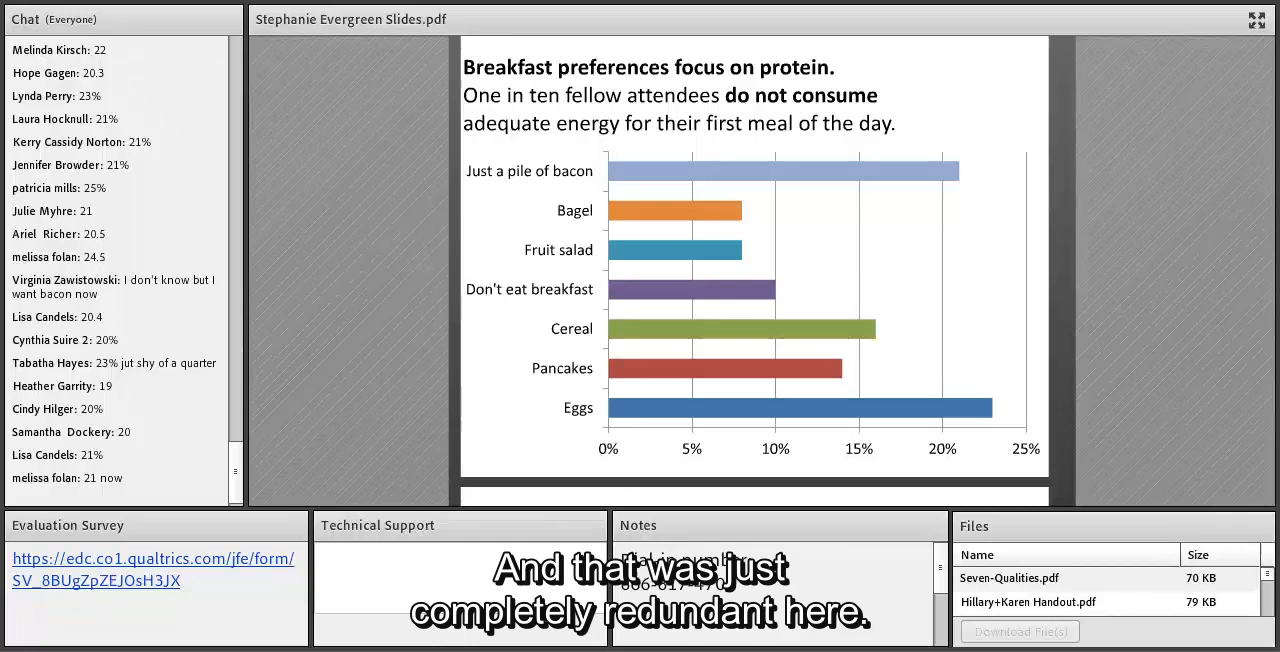 Chat (Everyone)
Melinda Kirsch: 22
Hope Gagen: 20.3
Lynda Perry: 23%
Laura Hocknull: 21%
Kerry Cassidy Norton: 21%
Jennifer Browder: 21%
patricia mills: 25%
Julie Myhre: 21
Ariel Richer: 20.5
melissa folan: 24.5
Virginia Zawistowski: I don't know but I
want bacon now
Lisa Candels: 20.4
Cynthia Suire 2: 20%
Tabatha Hayes: 23% jut shy of a quarter
Heather Garrity: 19
Cindy Hilger: 20%
Samantha Dockery: 20
Lisa Candels: 21%
melissa folan: 21 now
Stephanie Evergreen Slides.pdf
Breakfast preferences focus on protein.
One in ten fellow attendees do not consume
adequate energy for their first meal of the day.
Just a pile of bacon
Bagel
Fruit salad
Don't eat breakfast
Cereal
Pancakes
Eggs
0% 5% 10% 15% 20% 25%
Evaluation Survey
https://edc.co1.qualtrics.com/jfe/form/
SV_8BUgZpZEJOsH3JX
Technical Support
Notes
And that was just
completely redundant here.
Files
Name Size
Seven-Qualities.pdf 70 KB
Hillary+Karen Handout.pdf 79 KB
Download File(s)